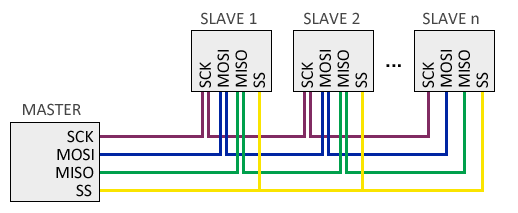 SLAVE 1
SLAVE 2
SLAVE n
SCK
MOSI
MISO
SS
SCK
MOSI
MISO
SS
...
SCK
MOSI
MISO
SS
MASTER
SCK
MOSI
MISO
SS